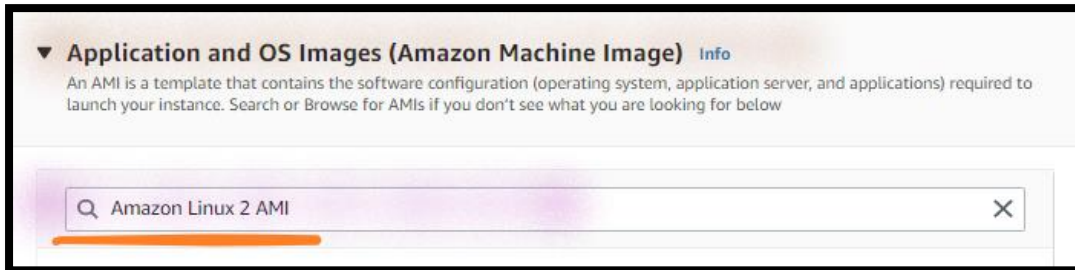 Application and OS Images (Amazon Machine Image) Info
An AMI is a template that contains the software configuration (operating system, application server, and applications) required to
launch your instance. Search or Browse for AMIs if you don't see what you are looking for below
Amazon Linux 2 AMI